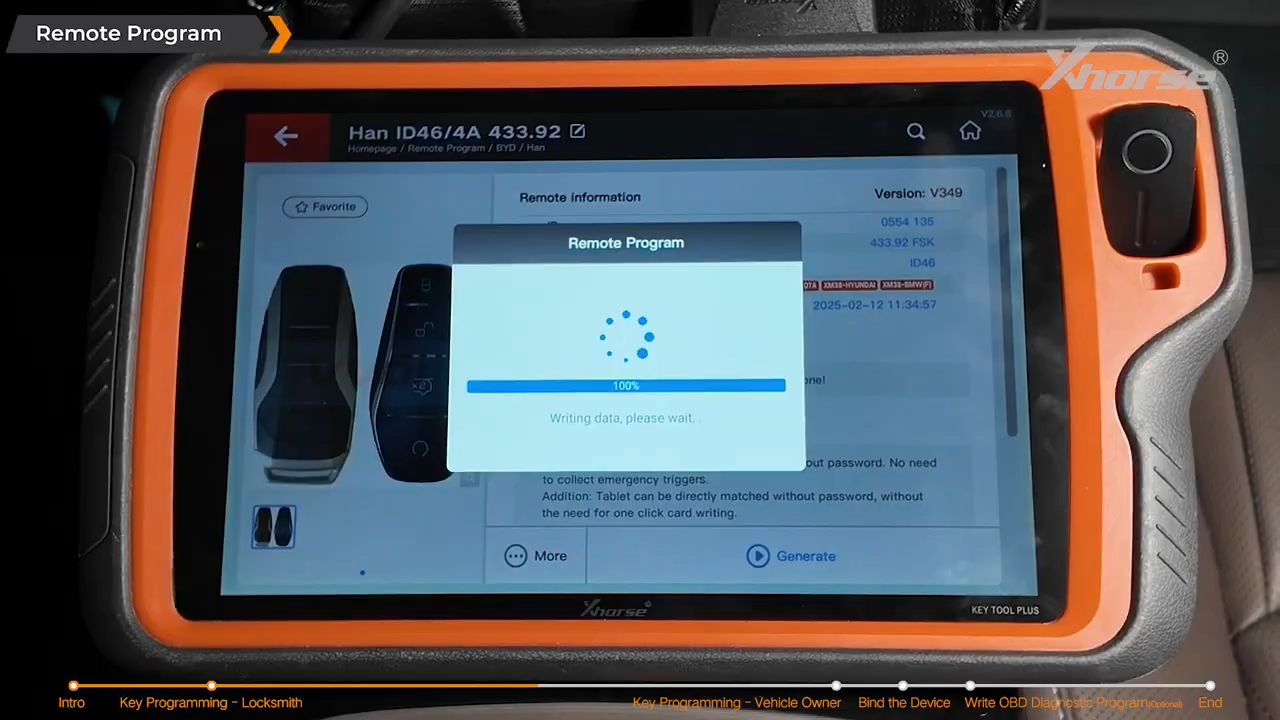 Remote Program
Xhorse®
V2.6.8
Han ID46/4A 433.92
Homepage / Remote Program / BYD / Han
Favorite
Remote information
Version: V349
0554 135
433.92 FSK
ID46
XM38-HYUNDAI XM38-BMW(F)
2025-02-12 11:34:57
Remote Program
100%
Writing data, please wait. .
out password. No need
to collect emergency triggers.
Addition: Tablet can be directly matched without password, without
the need for one click card writing.
More
Generate
Xhorse
KEY TOOL PLUS
Intro
Key Programming - Locksmith
Key Programming - Vehicle Owner
Bind the Device
Write OBD Diagnostic Program(Optional)
End